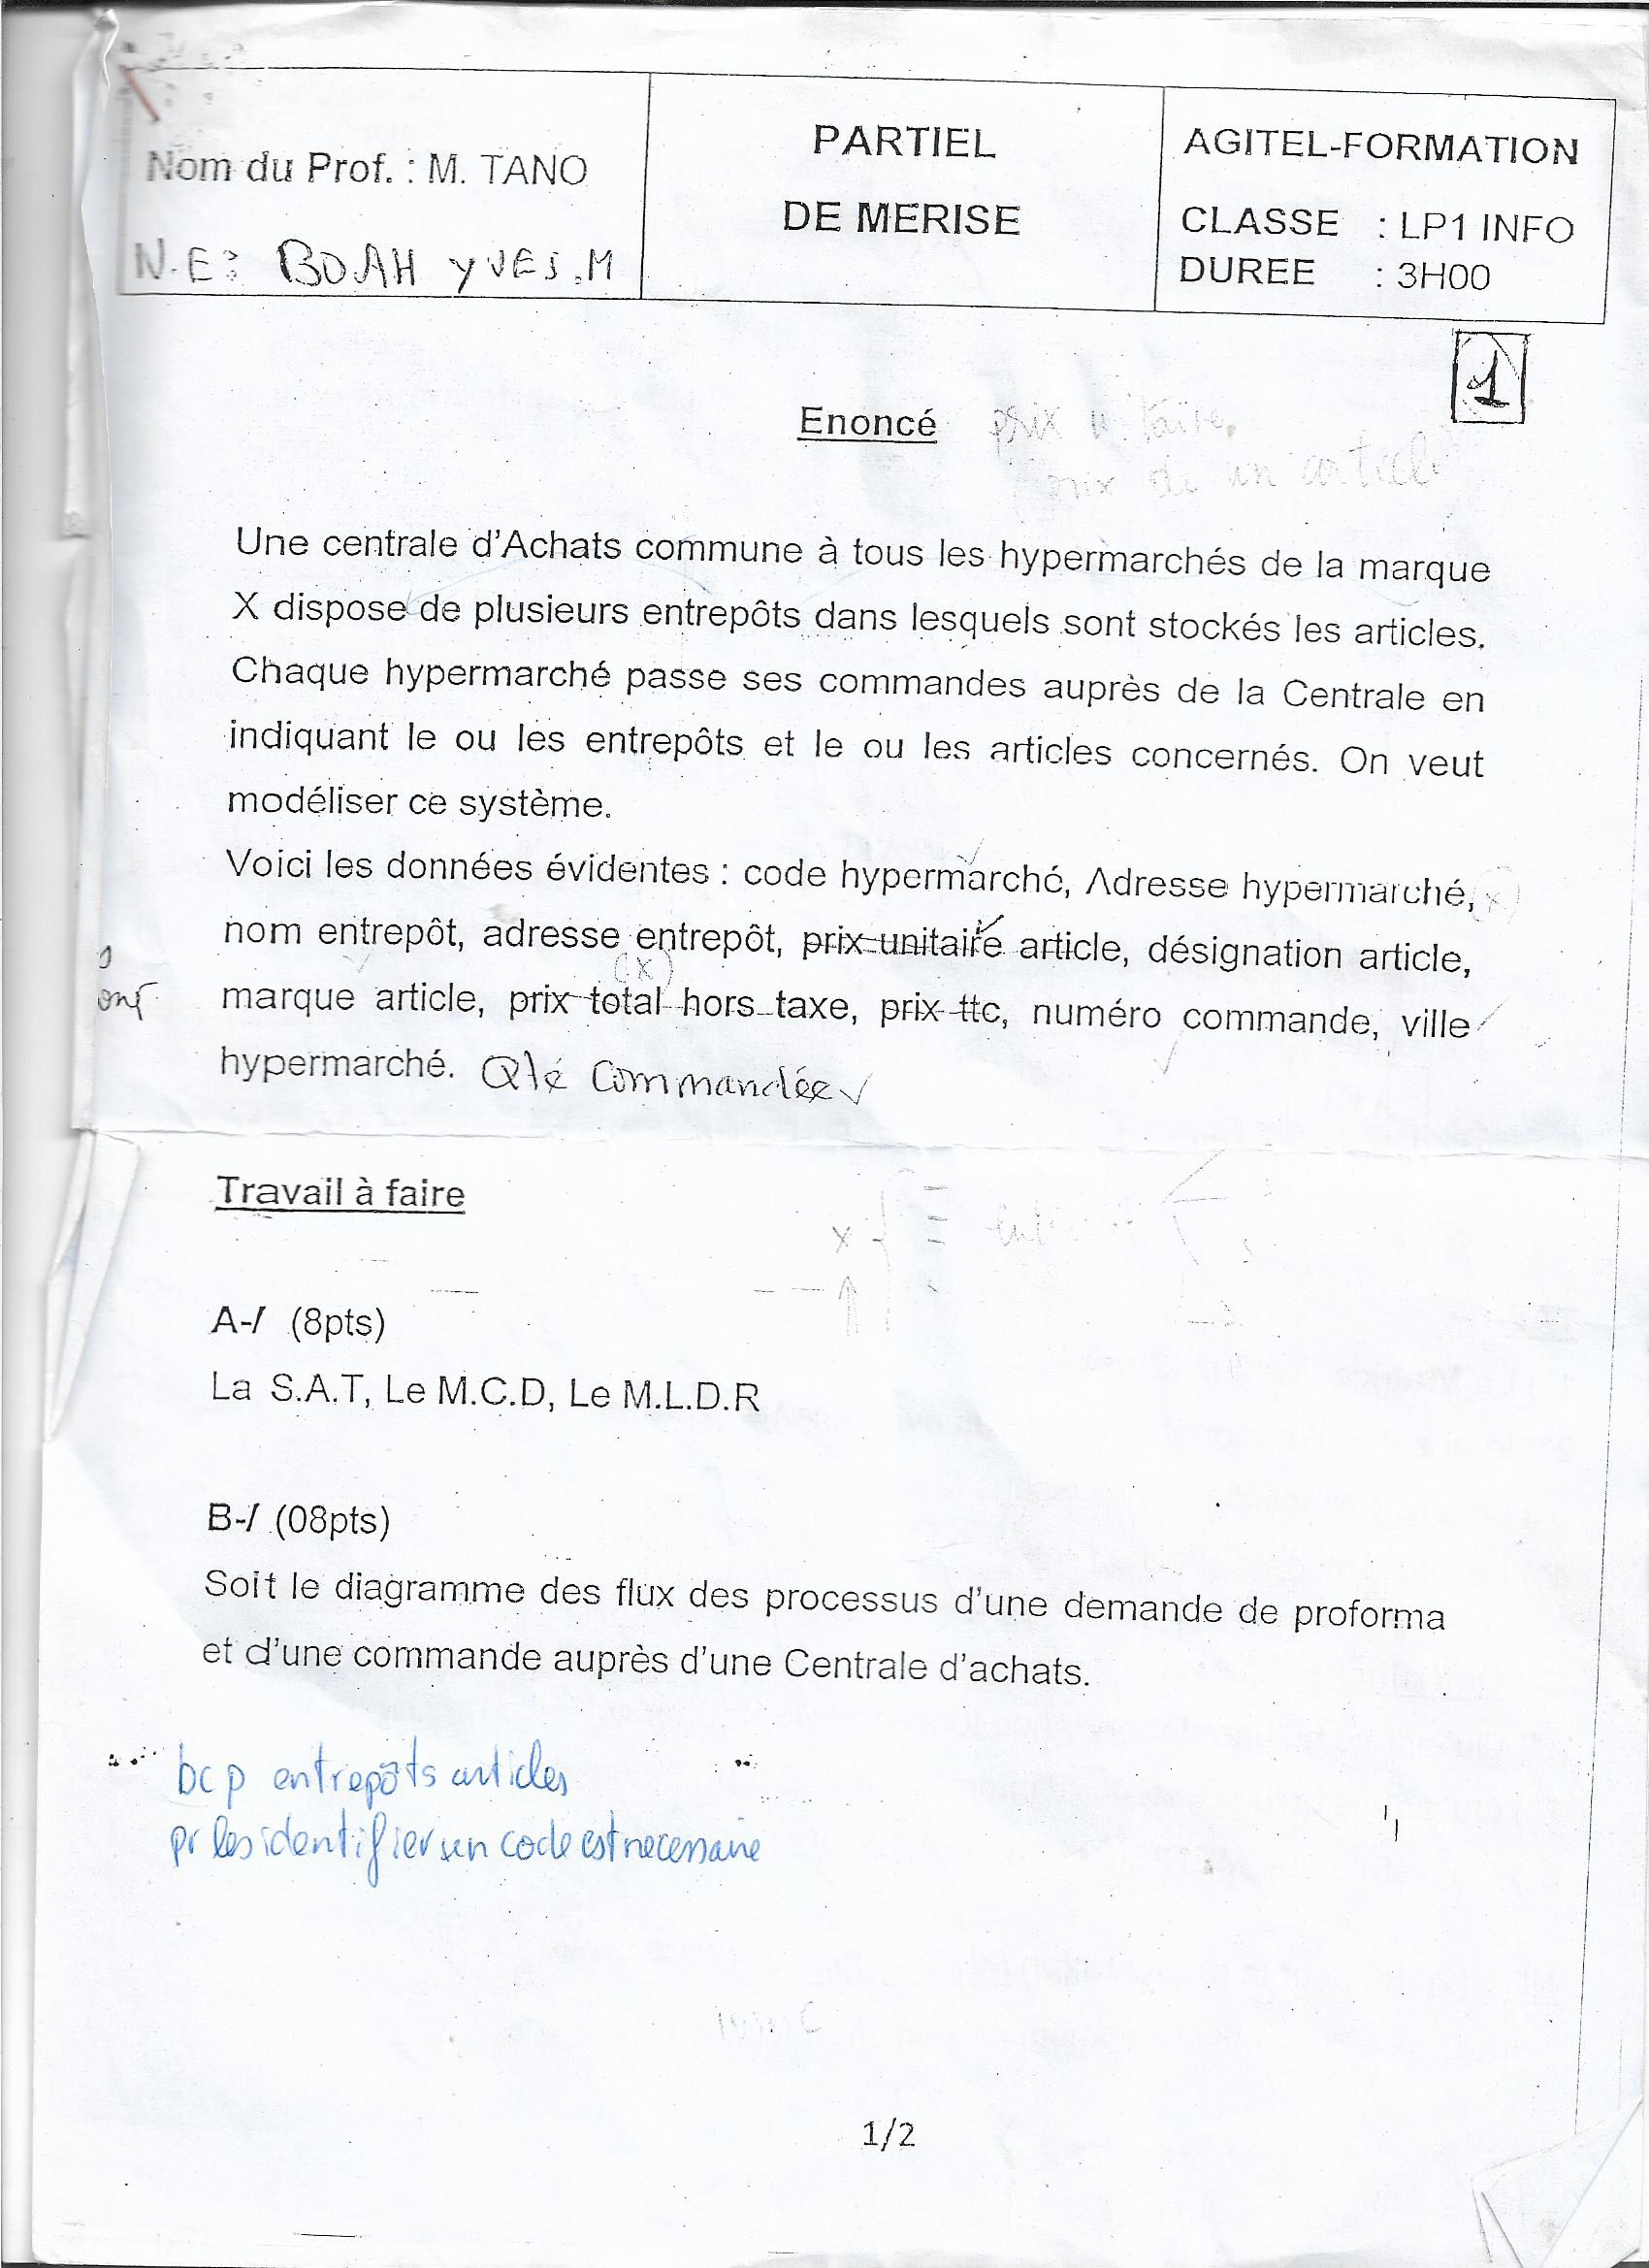 Nom du Prof. : M. TANO
N.E: BOAH YVES.M
PARTIEL
DE MERISE
AGITEL-FORMATION
CLASSE : LP1 INFO
DUREE : 3H00
1
Enoncé prix unitaire
prix de un article
Une centrale d'Achats commune à tous les hypermarchés de la marque
X dispose de plusieurs entrepôts dans lesquels sont stockés les articles.
Chaque hypermarché passe ses commandes auprès de la Centrale en
indiquant le ou les entrepôts et le ou les articles concernés. On veut
modéliser ce système.
Voici les données évidentes : code hypermarché, Adresse hypermarché, (x)
nom entrepôt, adresse entrepôt, prix unitaire article, désignation article,
(x)
marque article, prix total hors taxe, prix ttc, numéro commande, ville
hypermarché. Qté Commandée
Travail à faire
A-/ (8pts)
La S.A.T, Le M.C.D, Le M.L.D.R
B-/ (08pts)
Soit le diagramme des flux des processus d'une demande de proforma
et d'une commande auprès d'une Centrale d'achats.
bcp entrepôts articles
pr les identifier un code est necessaire
1/2